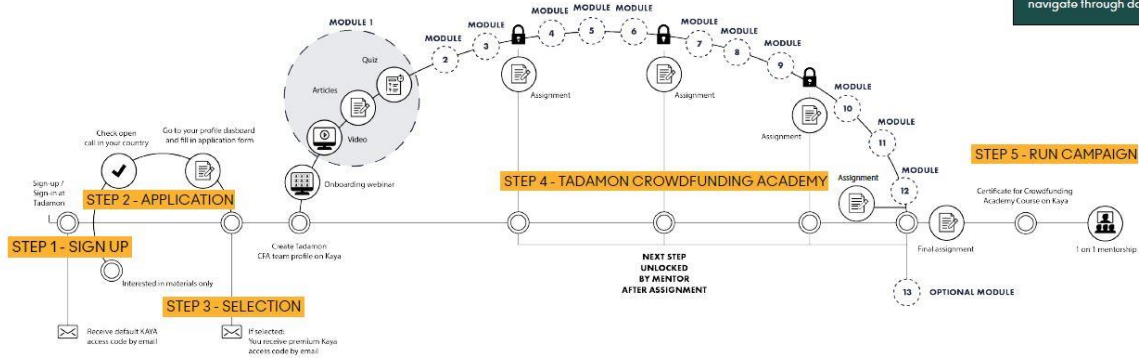 navigate through da
MODULE 1
Quiz
Articles
Video
Onboarding webinar
MODULE
2
MODULE
3
MODULE
4
MODULE
5
MODULE
6
MODULE
7
MODULE
8
MODULE
9
MODULE
10
MODULE
11
MODULE
12
Assignment
Assignment
Assignment
Assignment
Check open
call in your country
Go to your profile dasboard
and fill in application form
Sign-up /
Sign-in at
Tadamon
STEP 2 - APPLICATION
STEP 4 - TADAMON CROWDFUNDING ACADEMY
STEP 5 - RUN CAMPAIGN
Certificate for Crowdfunding
Academy Course on Kaya
STEP 1 - SIGN UP
Create Tadamon
CFA team profile on Kaya
Final assignment
1 on 1 mentorship
Interested in materials only
NEXT STEP
UNLOCKED
BY MENTOR
AFTER ASSIGNMENT
13 OPTIONAL MODULE
STEP 3 - SELECTION
Receive default KAYA
access code by email
If selected:
You receive premium Kaya
access code by email